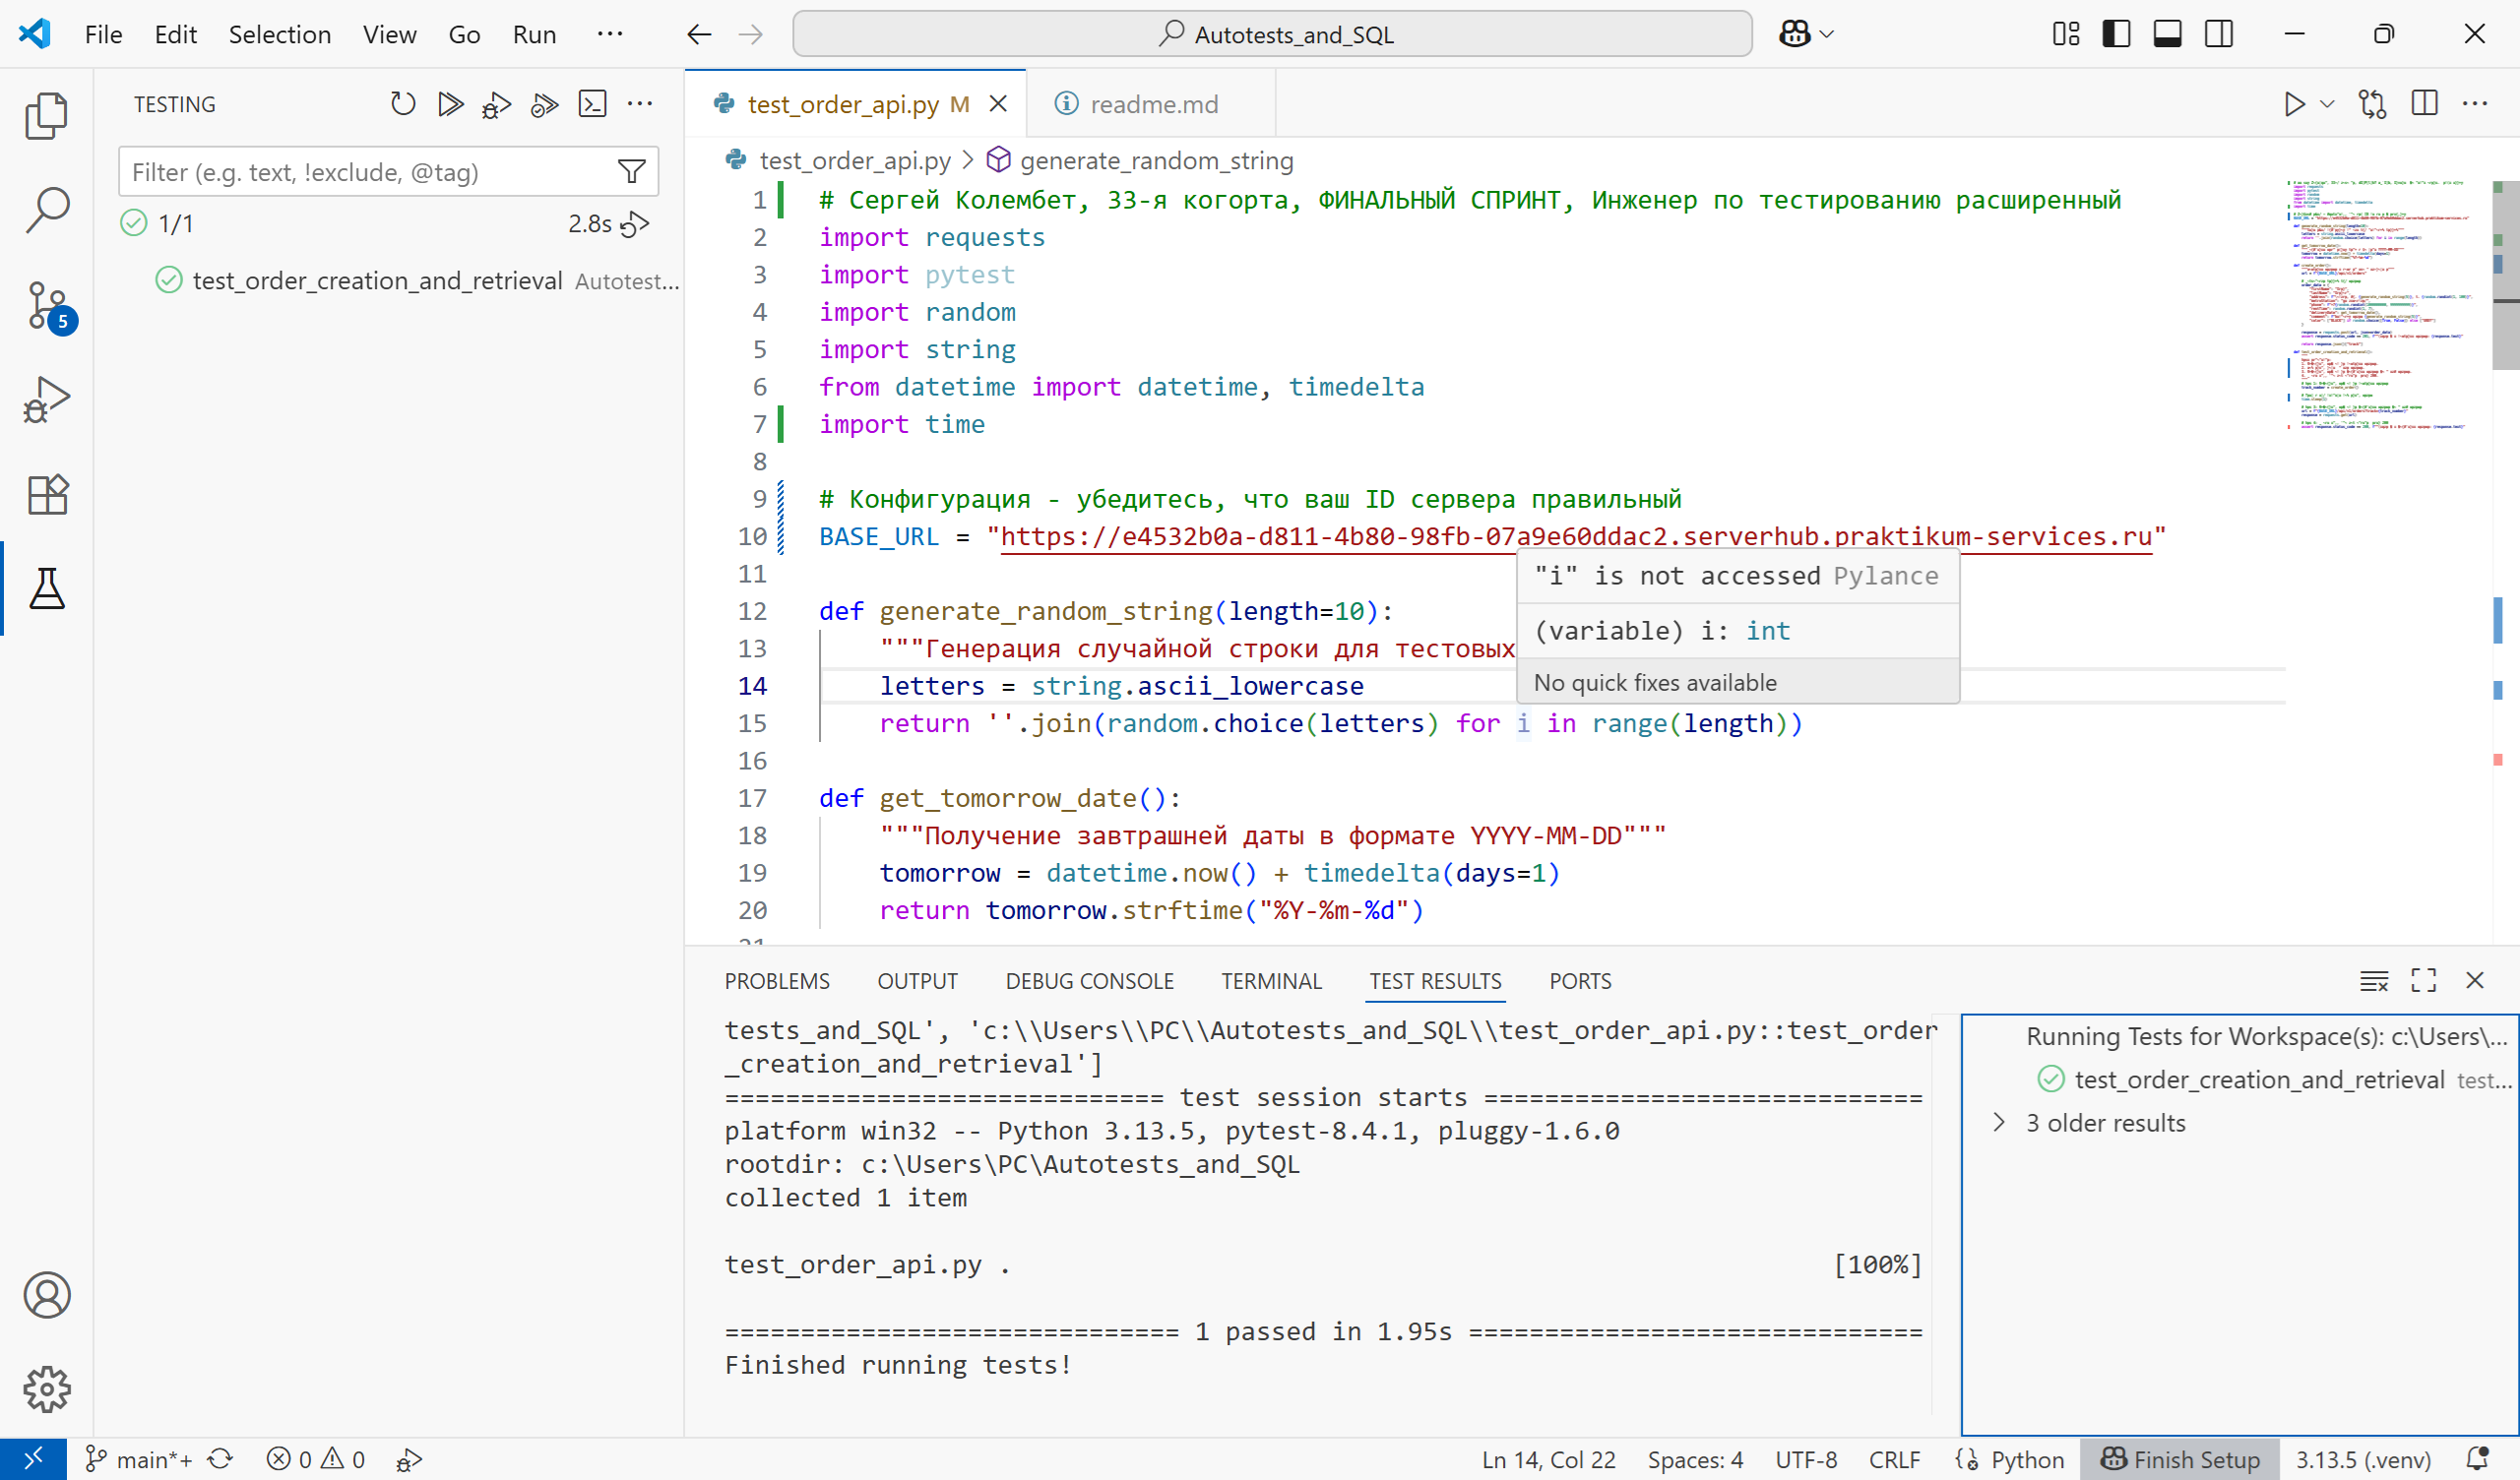 File Edit Selection View Go Run ··· Autotests_and_SQL
TESTING
Filter (e.g. text, !exclude, @tag)
1/1 2.8s
test_order_creation_and_retrieval Autotest...
5
test_order_api.py M readme.md
test_order_api.py > generate_random_string
1 # Сергей Колембет, 33-я когорта, ФИНАЛЬНЫЙ СПРИНТ, Инженер по тестированию расширенный
2 import requests
3 import pytest
4 import random
5 import string
6 from datetime import datetime, timedelta
7 import time
8
9 # Конфигурация - убедитесь, что ваш ID сервера правильный
10 BASE_URL = "https://e4532b0a-d811-4b80-98fb-07a9e60ddac2.serverhub.praktikum-services.ru"
11
"i" is not accessed Pylance
(variable) i: int
No quick fixes available
12 def generate_random_string(length=10):
13 """Генерация случайной строки для тестовых
14 letters = string.ascii_lowercase
15 return ''.join(random.choice(letters) for i in range(length))
16
17 def get_tomorrow_date():
18 """Получение завтрашней даты в формате YYYY-MM-DD"""
19 tomorrow = datetime.now() + timedelta(days=1)
20 return tomorrow.strftime("%Y-%m-%d")
21
PROBLEMS OUTPUT DEBUG CONSOLE TERMINAL TEST RESULTS PORTS
tests_and_SQL', 'c:\\Users\\PC\\Autotests_and_SQL\\test_order_api.py::test_order
_creation_and_retrieval']
============================= test session starts =============================
platform win32 -- Python 3.13.5, pytest-8.4.1, pluggy-1.6.0
rootdir: c:\Users\PC\Autotests_and_SQL
collected 1 item
test_order_api.py . [100%]
============================== 1 passed in 1.95s ==============================
Finished running tests!
Running Tests for Workspace(s): c:\Users\...
test_order_creation_and_retrieval test...
3 older results
main*+ 0 0 Ln 14, Col 22 Spaces: 4 UTF-8 CRLF Python Finish Setup 3.13.5 (.venv)